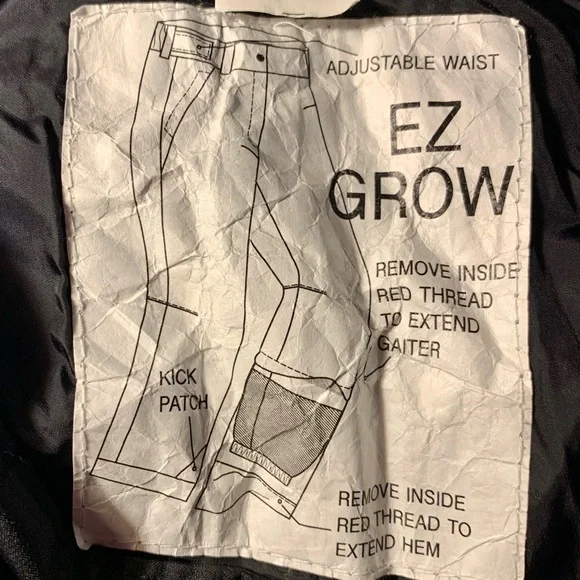 ADJUSTABLE WAIST
EZ
GROW
REMOVE INSIDE
RED THREAD
TO EXTEND
GAITER
KICK
PATCH
REMOVE INSIDE
RED THREAD TO
EXTEND HEM